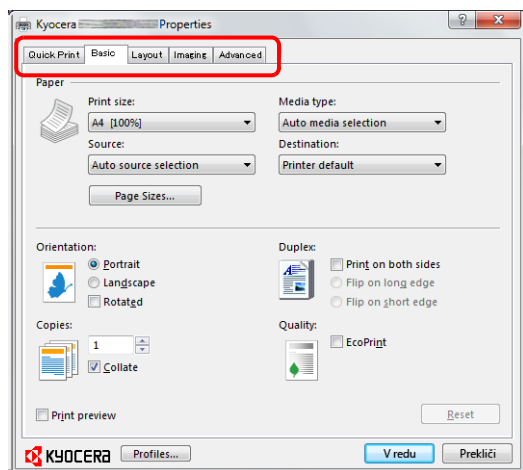 Kyocera Properties
Quick Print Basic Layout Imaging Advanced
Paper
Print size: Media type:
A4 [100%] Auto media selection
Source: Destination:
Auto source selection Printer default
Page Sizes...
Orientation: Duplex:
Portrait Print on both sides
Landscape Flip on long edge
Rotated Flip on short edge
Copies: Quality:
1 EcoPrint
Collate
Print preview Reset
KYOCERA Profiles... V redu Prekliči